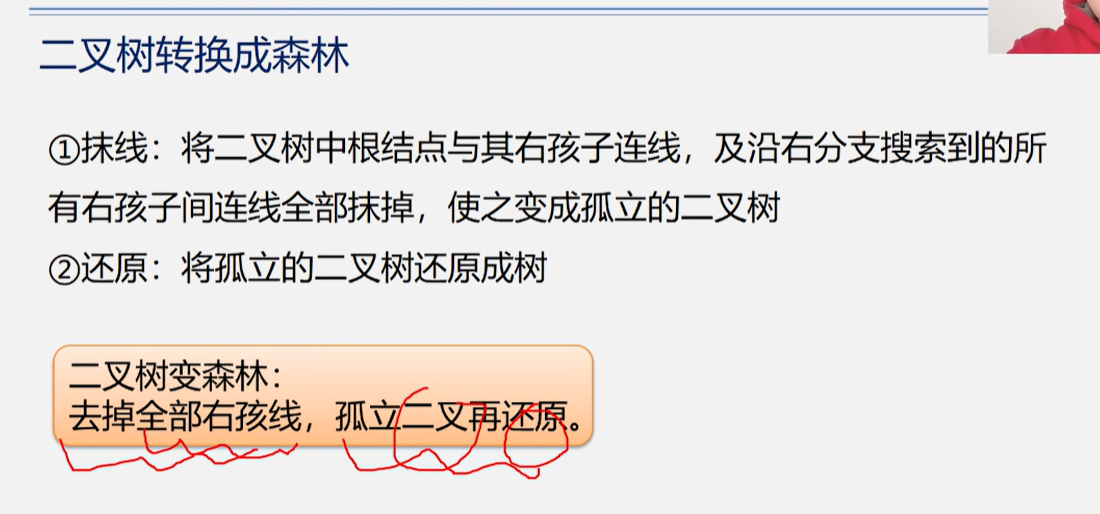 二叉树转换成森林
①抹线：将二叉树中根结点与其右孩子连线，及沿右分支搜索到的所
有右孩子间连线全部抹掉，使之变成孤立的二叉树
②还原：将孤立的二叉树还原成树
二叉树变森林：
去掉全部右孩线，孤立二叉再还原。